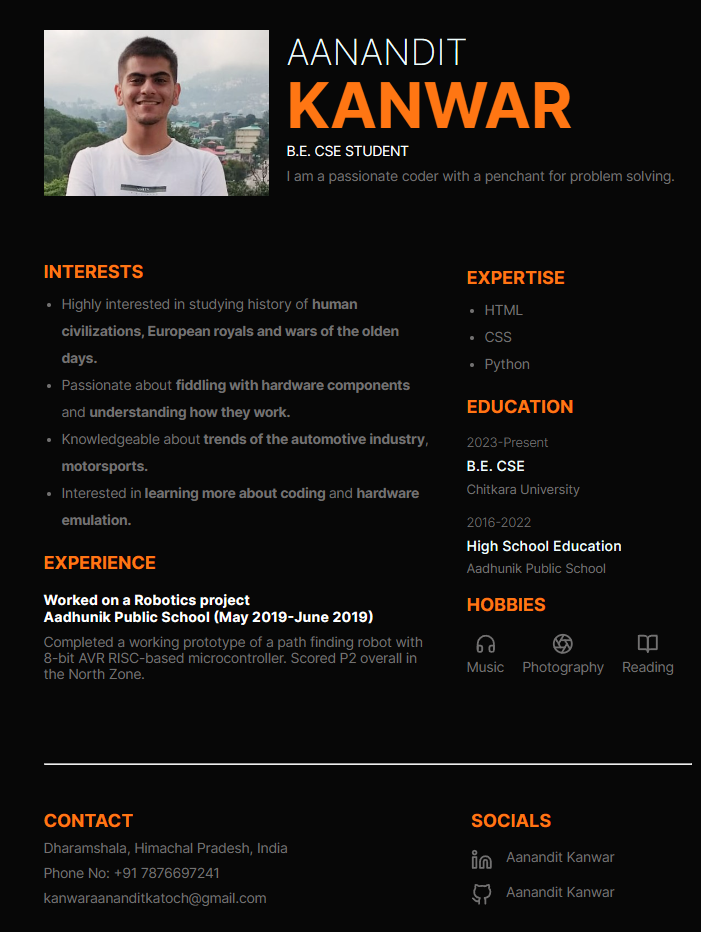 AANANDIT
KANWAR
B.E. CSE STUDENT
I am a passionate coder with a penchant for problem solving.
INTERESTS
• Highly interested in studying history of human
civilizations, European royals and wars of the olden
days.
• Passionate about fiddling with hardware components
and understanding how they work.
• Knowledgeable about trends of the automotive industry,
motorsports.
• Interested in learning more about coding and hardware
emulation.
EXPERIENCE
Worked on a Robotics project
Aadhunik Public School (May 2019-June 2019)
Completed a working prototype of a path finding robot with
8-bit AVR RISC-based microcontroller. Scored P2 overall in
the North Zone.
EXPERTISE
• HTML
• CSS
• Python
EDUCATION
2023-Present
B.E. CSE
Chitkara University
2016-2022
High School Education
Aadhunik Public School
HOBBIES
Music Photography Reading
CONTACT
Dharamshala, Himachal Pradesh, India
Phone No: +91 7876697241
kanwaraananditkatoch@gmail.com
SOCIALS
Aanandit Kanwar
Aanandit Kanwar